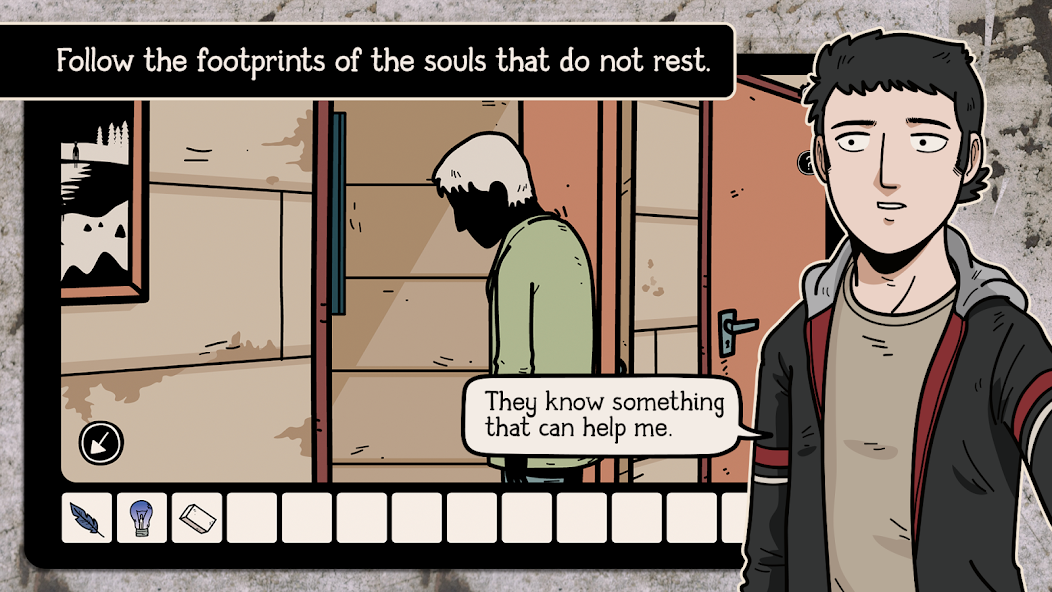 Follow the footprints of the souls that do not rest.
They know something
that can help me.